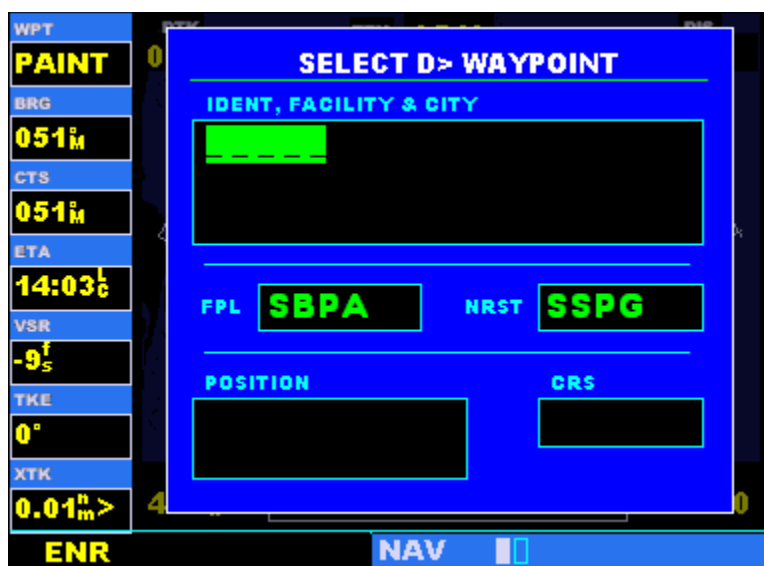 WPT
PAINT
BRG
051°M
CTS
051°M
ETA
14:03LC
VSR
-9fs
TKE
0°
XTK
0.01nm>
SELECT D> WAYPOINT
IDENT, FACILITY & CITY
_ _ _ _ _
FPL SBPA NRST SSPG
POSITION CRS
ENR NAV